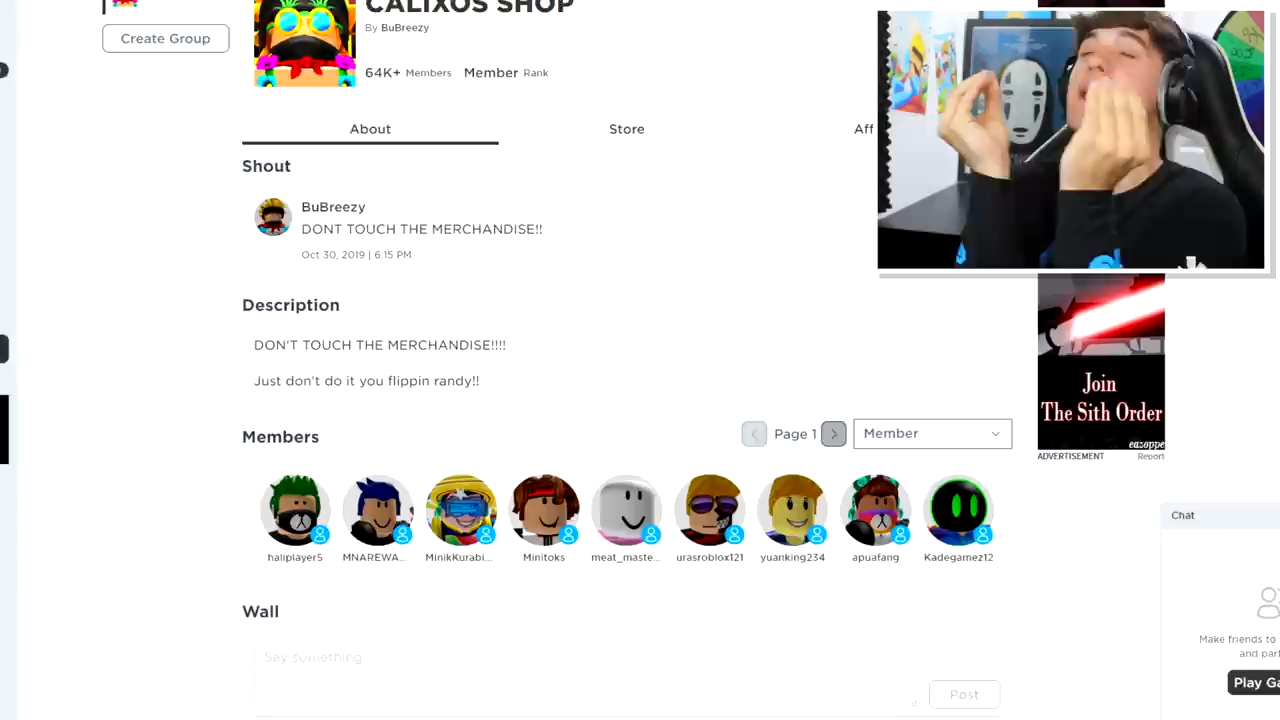 CALIXOS SHOP
Create Group
By BuBreezy
64K+ Members Member Rank
About Store Aff
Shout
BuBreezy
DONT TOUCH THE MERCHANDISE!!
Oct 30, 2019 | 6:15 PM
Description
DON'T TOUCH THE MERCHANDISE!!!!
Just don't do it you flippin randy!!
Join
The Sith Order
eazoppe
ADVERTISEMENT Report
Members
Page 1
Member
haliplayer5 MNAREWA... MinikKurabi... Minitoks meat_maste... urasroblox121 yuanking234 apuafang Kadegamez12
Chat
Wall
Say something
Post
Make friends to
and part
Play Ga